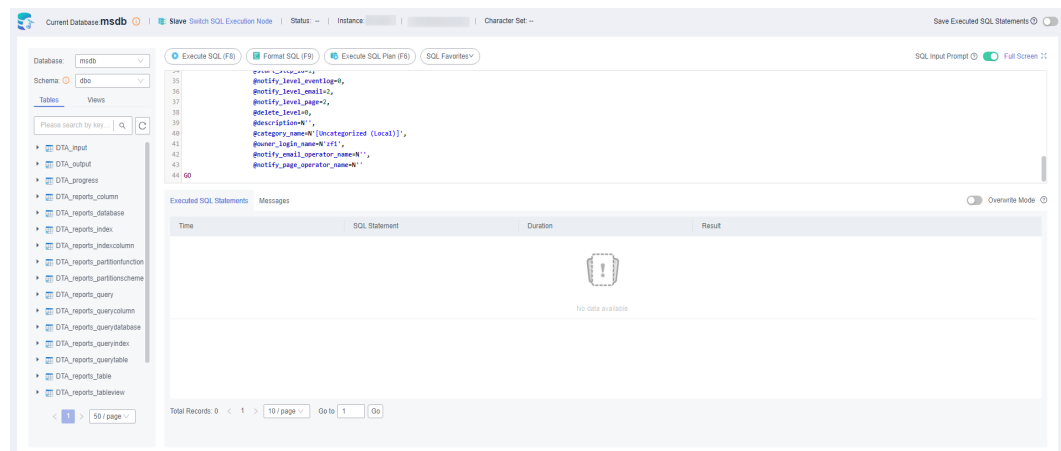 Current Database: msdb | Slave Switch SQL Execution Node | Status: -- | Instance: | | Character Set: -- Save Executed SQL Statements
Database: msdb
Schema: dbo
Tables Views
Please search by key...
DTA_input
DTA_output
DTA_progress
DTA_reports_column
DTA_reports_database
DTA_reports_index
DTA_reports_indexcolumn
DTA_reports_partitionfunction
DTA_reports_partitionscheme
DTA_reports_query
DTA_reports_querycolumn
DTA_reports_querydatabase
DTA_reports_queryindex
DTA_reports_querytable
DTA_reports_table
DTA_reports_tableview
< 1 > 50 / page
Execute SQL (F8) Format SQL (F9) Execute SQL Plan (F6) SQL Favorites SQL Input Prompt Full Screen
34 @start_step_id=1,
35 @notify_level_eventlog=0,
36 @notify_level_email=2,
37 @notify_level_page=2,
38 @delete_level=0,
39 @description=N'',
40 @category_name=N'[Uncategorized (Local)]',
41 @owner_login_name=N'zf1',
42 @notify_email_operator_name=N'',
43 @notify_page_operator_name=N''
44 GO
Executed SQL Statements Messages Overwrite Mode
Time SQL Statement Duration Result
No data available
Total Records: 0 < 1 > 10 / page Go to 1 Go